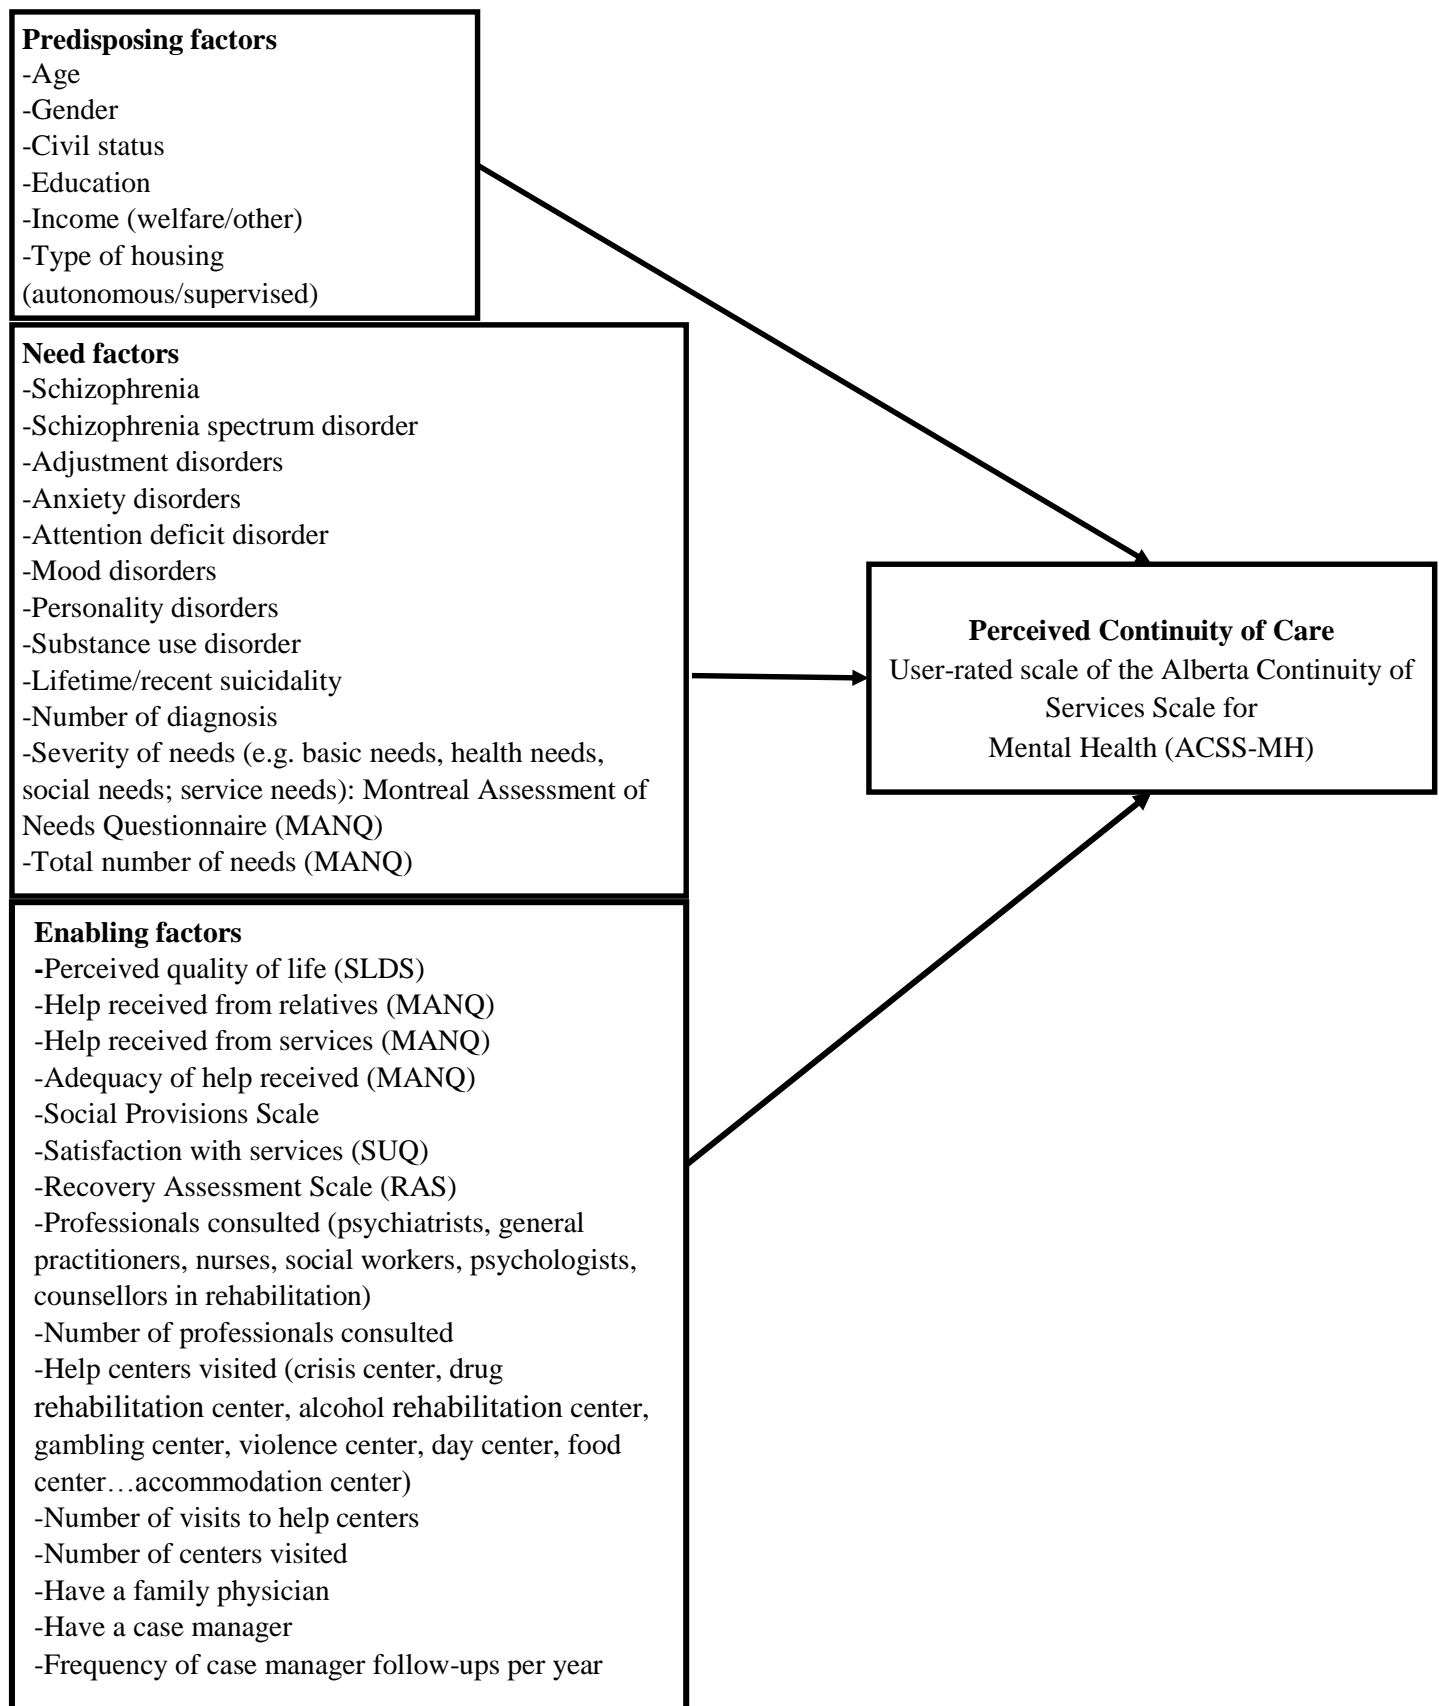 Predisposing factors
-Age
-Gender
-Civil status
-Education
-Income (welfare/other)
-Type of housing
(autonomous/supervised)
Need factors
-Schizophrenia
-Schizophrenia spectrum disorder
-Adjustment disorders
-Anxiety disorders
-Attention deficit disorder
-Mood disorders
-Personality disorders
-Substance use disorder
-Lifetime/recent suicidality
-Number of diagnosis
-Severity of needs (e.g. basic needs, health needs,
social needs; service needs): Montreal Assessment of
Needs Questionnaire (MANQ)
-Total number of needs (MANQ)
Enabling factors
-Perceived quality of life (SLDS)
-Help received from relatives (MANQ)
-Help received from services (MANQ)
-Adequacy of help received (MANQ)
-Social Provisions Scale
-Satisfaction with services (SUQ)
-Recovery Assessment Scale (RAS)
-Professionals consulted (psychiatrists, general
practitioners, nurses, social workers, psychologists,
counsellors in rehabilitation)
-Number of professionals consulted
-Help centers visited (crisis center, drug
rehabilitation center, alcohol rehabilitation center,
gambling center, violence center, day center, food
center…accommodation center)
-Number of visits to help centers
-Number of centers visited
-Have a family physician
-Have a case manager
-Frequency of case manager follow-ups per year
Perceived Continuity of Care
User-rated scale of the Alberta Continuity of
Services Scale for
Mental Health (ACSS-MH)